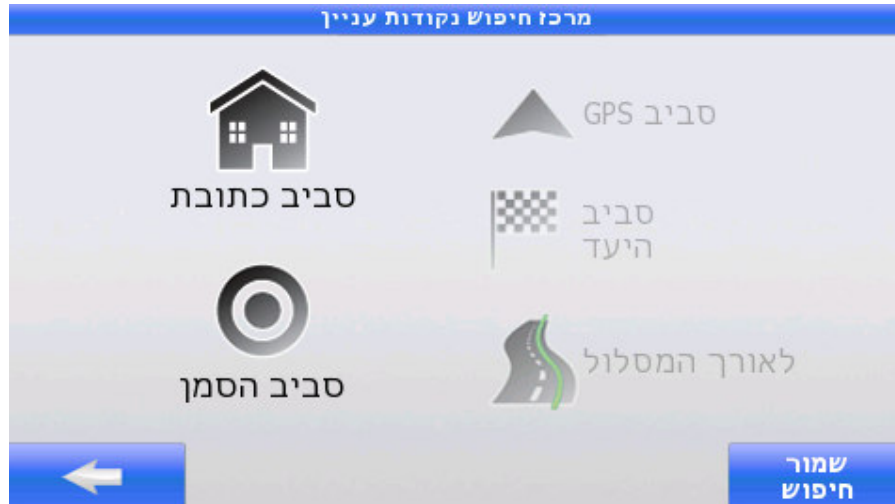 מרכז חיפוש נקודות עניין
סביב GPS
סביב כתובת
סביב
היעד
סביב הסמן
לאורך המסלול
שמור
חיפוש